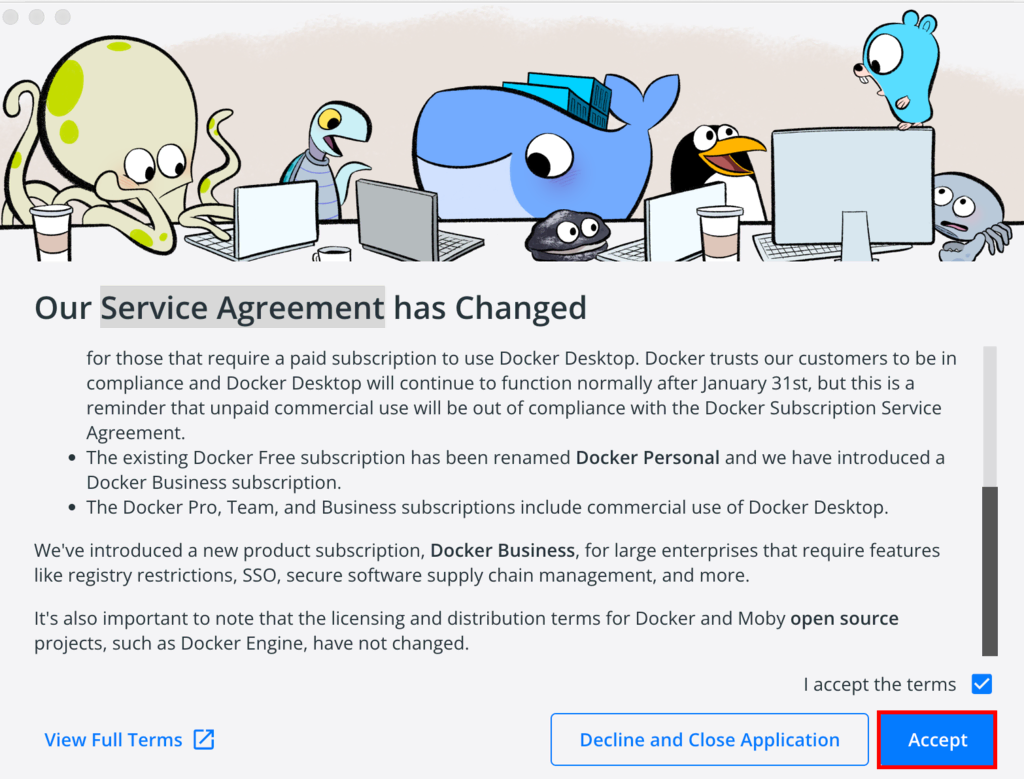 Our Service Agreement has Changed
for those that require a paid subscription to use Docker Desktop. Docker trusts our customers to be in
compliance and Docker Desktop will continue to function normally after January 31st, but this is a
reminder that unpaid commercial use will be out of compliance with the Docker Subscription Service
Agreement.
• The existing Docker Free subscription has been renamed Docker Personal and we have introduced a
Docker Business subscription.
• The Docker Pro, Team, and Business subscriptions include commercial use of Docker Desktop.
We've introduced a new product subscription, Docker Business, for large enterprises that require features
like registry restrictions, SSO, secure software supply chain management, and more.
It's also important to note that the licensing and distribution terms for Docker and Moby open source
projects, such as Docker Engine, have not changed.
I accept the terms
View Full Terms
Decline and Close Application
Accept